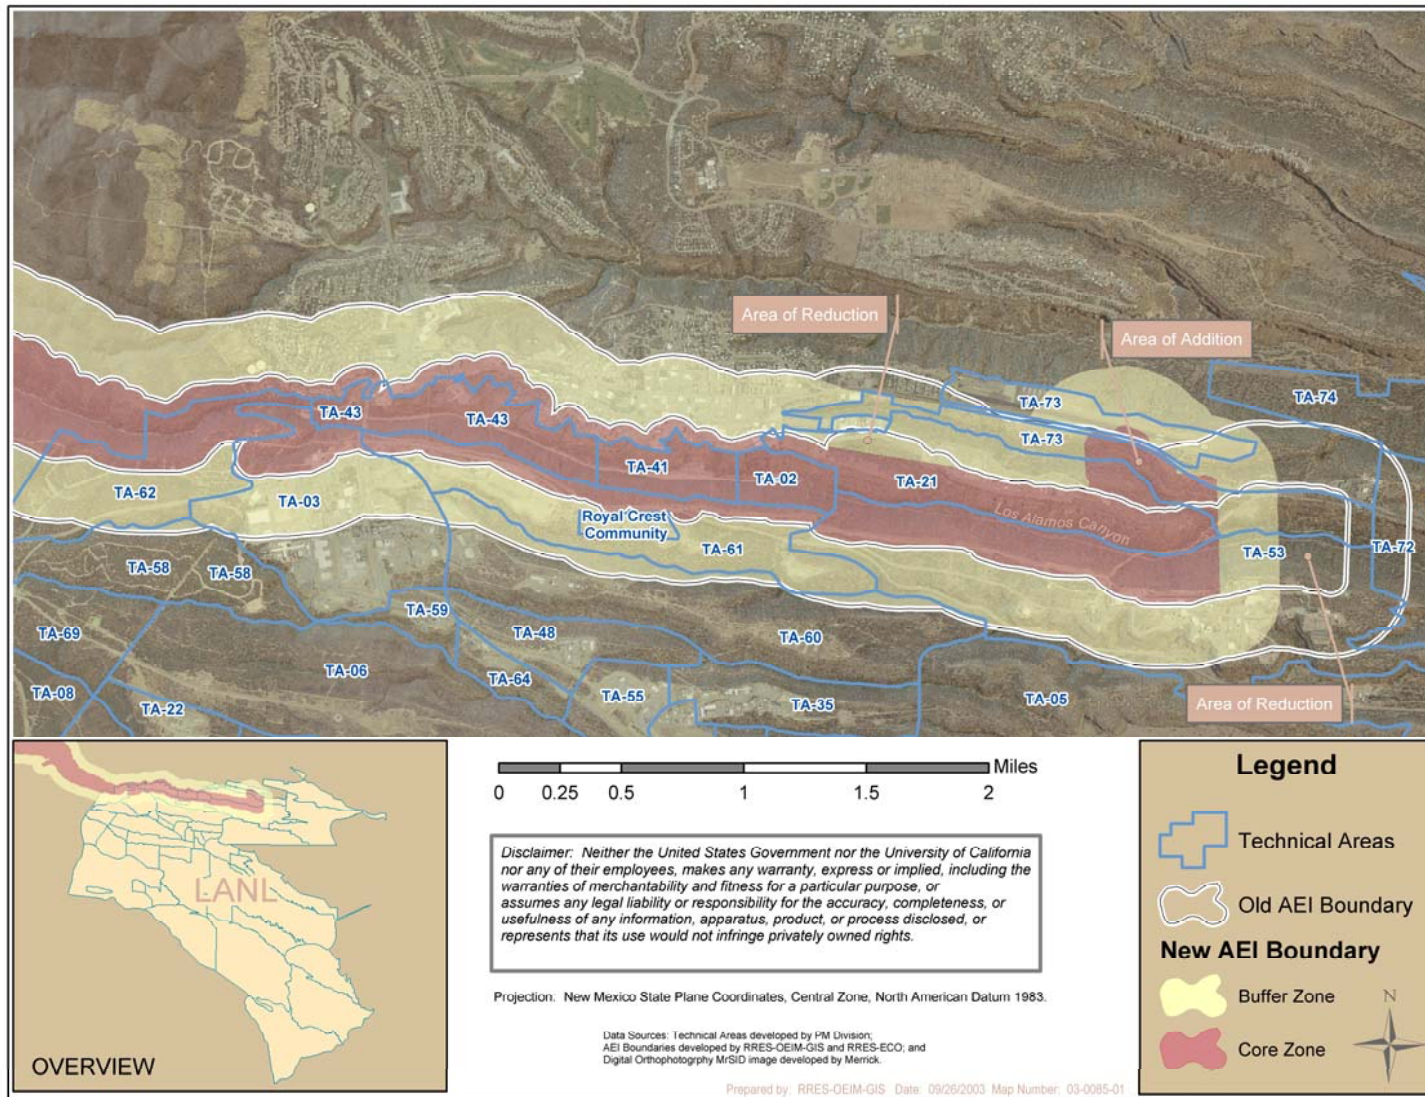 Area of Reduction
Area of Addition
TA-73
TA-74
TA-43
TA-43
TA-73
TA-41
TA-02
TA-21
TA-62
TA-03
Los Alamos Canyon
Royal Crest
Community
TA-61
TA-53
TA-72
TA-58
TA-58
TA-59
TA-69
TA-48
TA-60
TA-06
TA-64
TA-08
TA-22
TA-55
TA-35
TA-05
Area of Reduction
LANL
OVERVIEW
Miles
0 0.25 0.5 1 1.5 2
Disclaimer: Neither the United States Government nor the University of California
nor any of their employees, makes any warranty, express or implied, including the
warranties of merchantability and fitness for a particular purpose, or
assumes any legal liability or responsibility for the accuracy, completeness, or
usefulness of any information, apparatus, product, or process disclosed, or
represents that its use would not infringe privately owned rights.
Projection: New Mexico State Plane Coordinates, Central Zone, North American Datum 1983.
Data Sources: Technical Areas developed by PM Division;
AEI Boundaries developed by RRES-OEIM-GIS and RRES-ECO; and
Digital Orthophotogrphy MrSID image developed by Merrick.
Prepared by: RRES-OEIM-GIS Date: 09/26/2003 Map Number: 03-0085-01
Legend
Technical Areas
Old AEI Boundary
New AEI Boundary
Buffer Zone
N
Core Zone